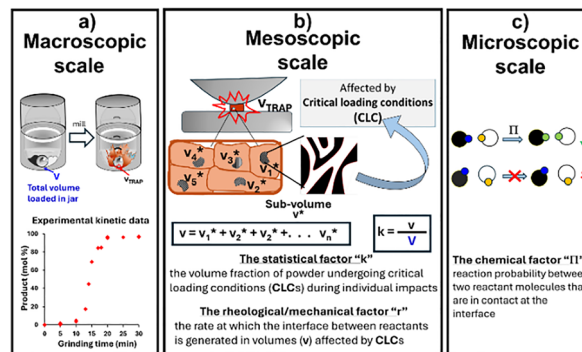 a)
Macroscopic
scale
mill
V
Total volume
loaded in jar
vTRAP
Experimental kinetic data
Product (mol %)
100
80
60
40
20
0
0 5 10 15 20 25 30
Grinding time (min)
b)
Mesoscopic
scale
vTRAP
Affected by
Critical loading conditions
(CLC)
v4*
v3*
v1*
v5*
v2*
Sub-volume
v*
v = v1* + v2* + v2* + . . . vn*
k = v
V
The statistical factor "k"
the volume fraction of powder undergoing critical
loading conditions (CLCs) during individual impacts
The rheological/mechanical factor "r"
the rate at which the interface between reactants
is generated in volumes (v) affected by CLCs
c)
Microscopic
scale
Π
The chemical factor "Π"
reaction probability betwee
two reactant molecules tha
are in contact at the
interface